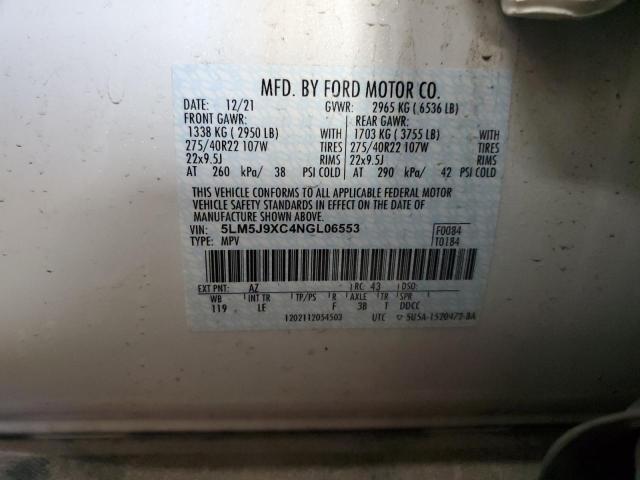 MFD. BY FORD MOTOR CO.
DATE: 12/21 GVWR: 2965 KG ( 6536 LB)
FRONT GAWR: REAR GAWR:
1338 KG ( 2950 LB) WITH 1703 KG ( 3755 LB) WITH
275/40R22 107W TIRES 275/40R22 107W TIRES
22x9.5J RIMS 22x9.5J RIMS
AT 260 kPa/ 38 PSI COLD AT 290 kPa/ 42 PSI COLD
THIS VEHICLE CONFORMS TO ALL APPLICABLE FEDERAL MOTOR
VEHICLE SAFETY STANDARDS IN EFFECT ON THE DATE OF
MANUFACTURE SHOWN ABOVE.
VIN: 5LM5J9XC4NGL06553 F0084
TYPE: MPV T0184
EXT PNT: AZ RC: 43 DSO:
WB INT TR TP/PS R AXLE TR SPR
119 LE F 3B T DDCC
1202112054503 UTC 5U5A-1520472-BA